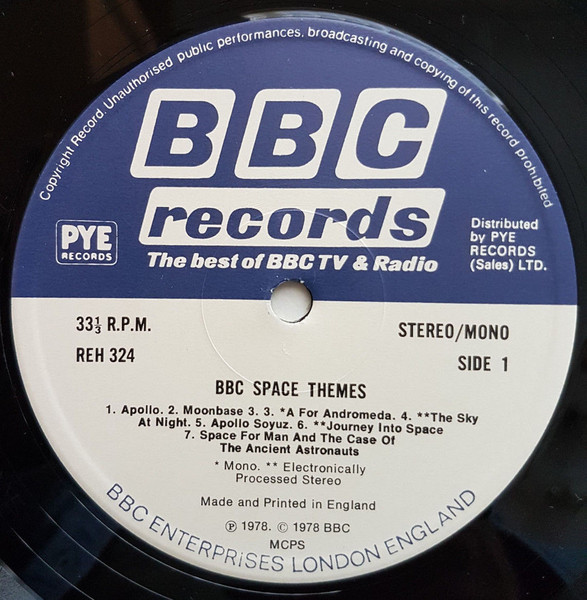 Copyright Record. Unauthorised public performances, broadcasting and copying of this record prohibited
BBC
records
The best of BBC TV & Radio
PYE
RECORDS
Distributed
by PYE
RECORDS
(Sales) LTD.
33⅓ R.P.M.
REH 324
STEREO/MONO
SIDE 1
BBC SPACE THEMES
1. Apollo. 2. Moonbase 3. 3. *A For Andromeda. 4. **The Sky
At Night. 5. Apollo Soyuz. 6. **Journey Into Space
7. Space For Man And The Case Of
The Ancient Astronauts
* Mono. ** Electronically
Processed Stereo
Made and Printed in England
℗ 1978. © 1978 BBC
MCPS
BBC ENTERPRiSES LONDON ENGLAND